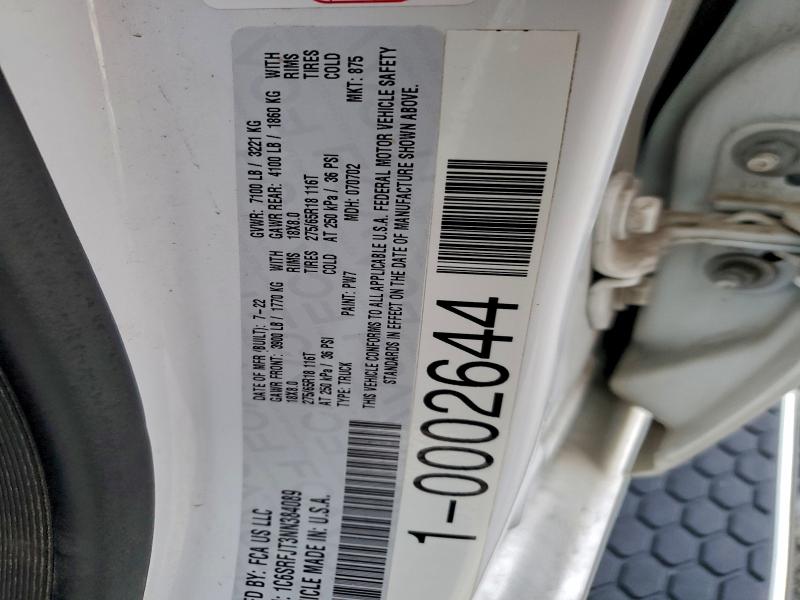 ED BY: FCA US LLC
: 1C6SRFJT3NN384089
ICLE MADE IN: U.S.A.
DATE OF MFR (BUILT): 7-22 GVWR: 7100 LB / 3221 KG
GAWR FRONT: 3900 LB / 1770 KG WITH GAWR REAR: 4100 LB / 1860 KG WITH
18X8.0 RIMS 18X8.0 RIMS
275/65R18 116T TIRES 275/65R18 116T TIRES
AT 250 kPa / 36 PSI COLD AT 250 kPa / 36 PSI COLD
TYPE: TRUCK PAINT: PW7 MDH: 070702 MKT: 875
THIS VEHICLE CONFORMS TO ALL APPLICABLE U.S.A. FEDERAL MOTOR VEHICLE SAFETY
STANDARDS IN EFFECT ON THE DATE OF MANUFACTURE SHOWN ABOVE.
1-0002644